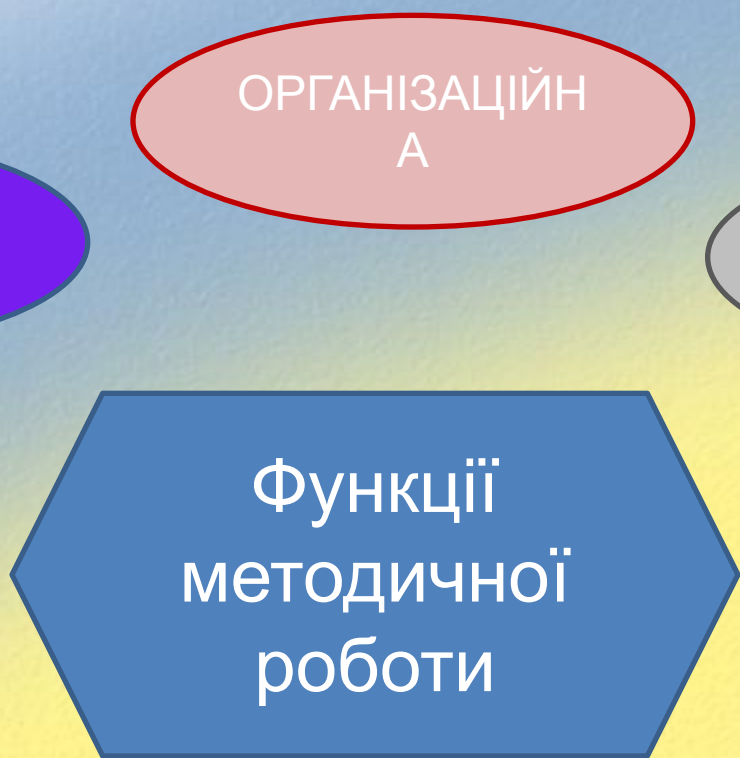 ОРГАНІЗАЦІЙН
А
Функції
методичної
роботи